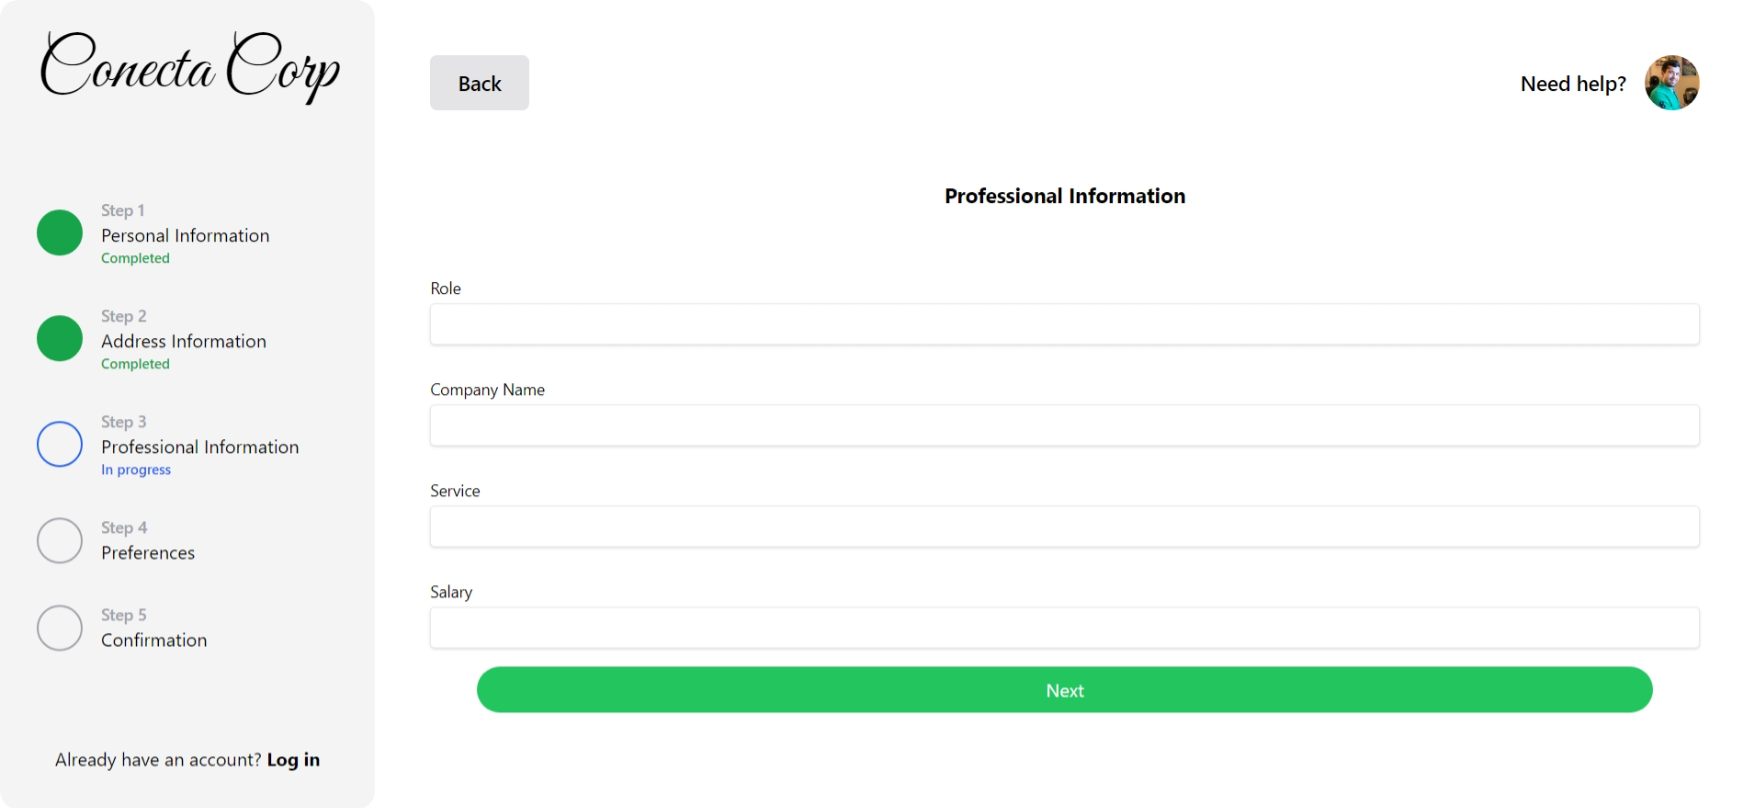 Conecta Corp
Step 1
Personal Information
Completed
Step 2
Address Information
Completed
Step 3
Professional Information
In progress
Step 4
Preferences
Step 5
Confirmation
Already have an account? Log in
Back
Need help?
Professional Information
Role
Company Name
Service
Salary
Next